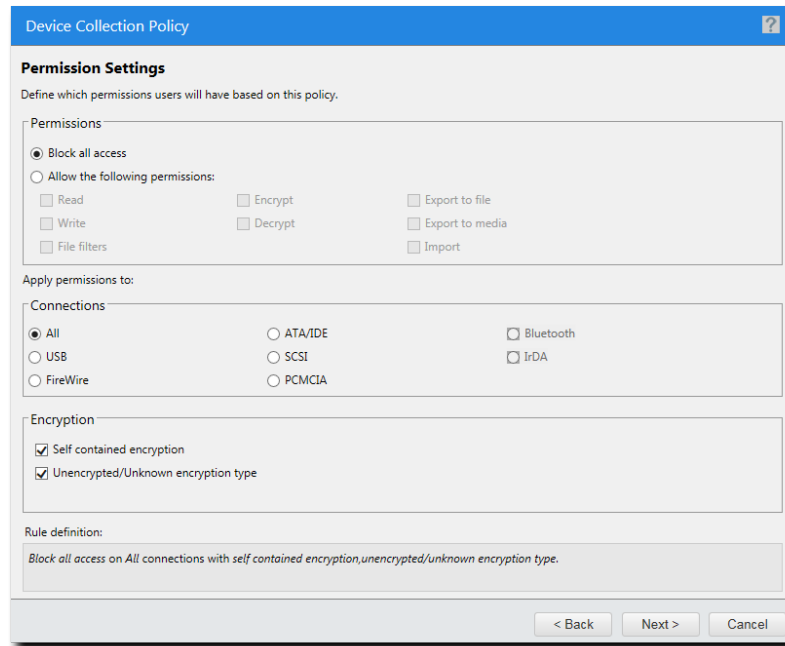 Device Collection Policy
?
Permission Settings
Define which permissions users will have based on this policy.
Permissions
Block all access
Allow the following permissions:
Read Encrypt Export to file
Write Decrypt Export to media
File filters Import
Apply permissions to:
Connections
All ATA/IDE Bluetooth
USB SCSI IrDA
FireWire PCMCIA
Encryption
Self contained encryption
Unencrypted/Unknown encryption type
Rule definition:
Block all access on All connections with self contained encryption,unencrypted/unknown encryption type.
< Back Next > Cancel